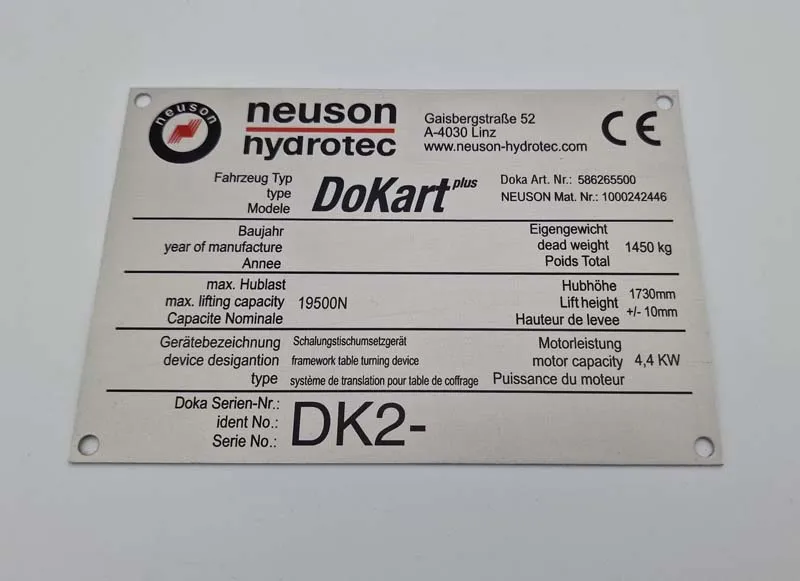 neuson
neuson
hydrotec
Gaisbergstraße 52
A-4030 Linz
www.neuson-hydrotec.com
CE
Fahrzeug Typ
type
Modele
DoKart plus
Doka Art. Nr.: 586265500
NEUSON Mat. Nr.: 1000242446
Baujahr
year of manufacture
Annee
Eigengewicht
dead weight 1450 kg
Poids Total
max. Hublast
max. lifting capacity 19500N
Capacite Nominale
Hubhöhe
Lift height 1730mm
Hauteur de levee +/- 10mm
Gerätebezeichnung Schalungstischumsetzgerät
device desigantion framework table turning device
type système de translation pour table de coffrage
Motorleistung
motor capacity 4,4 KW
Puissance du moteur
Doka Serien-Nr.:
ident No.:
Serie No.:
DK2-